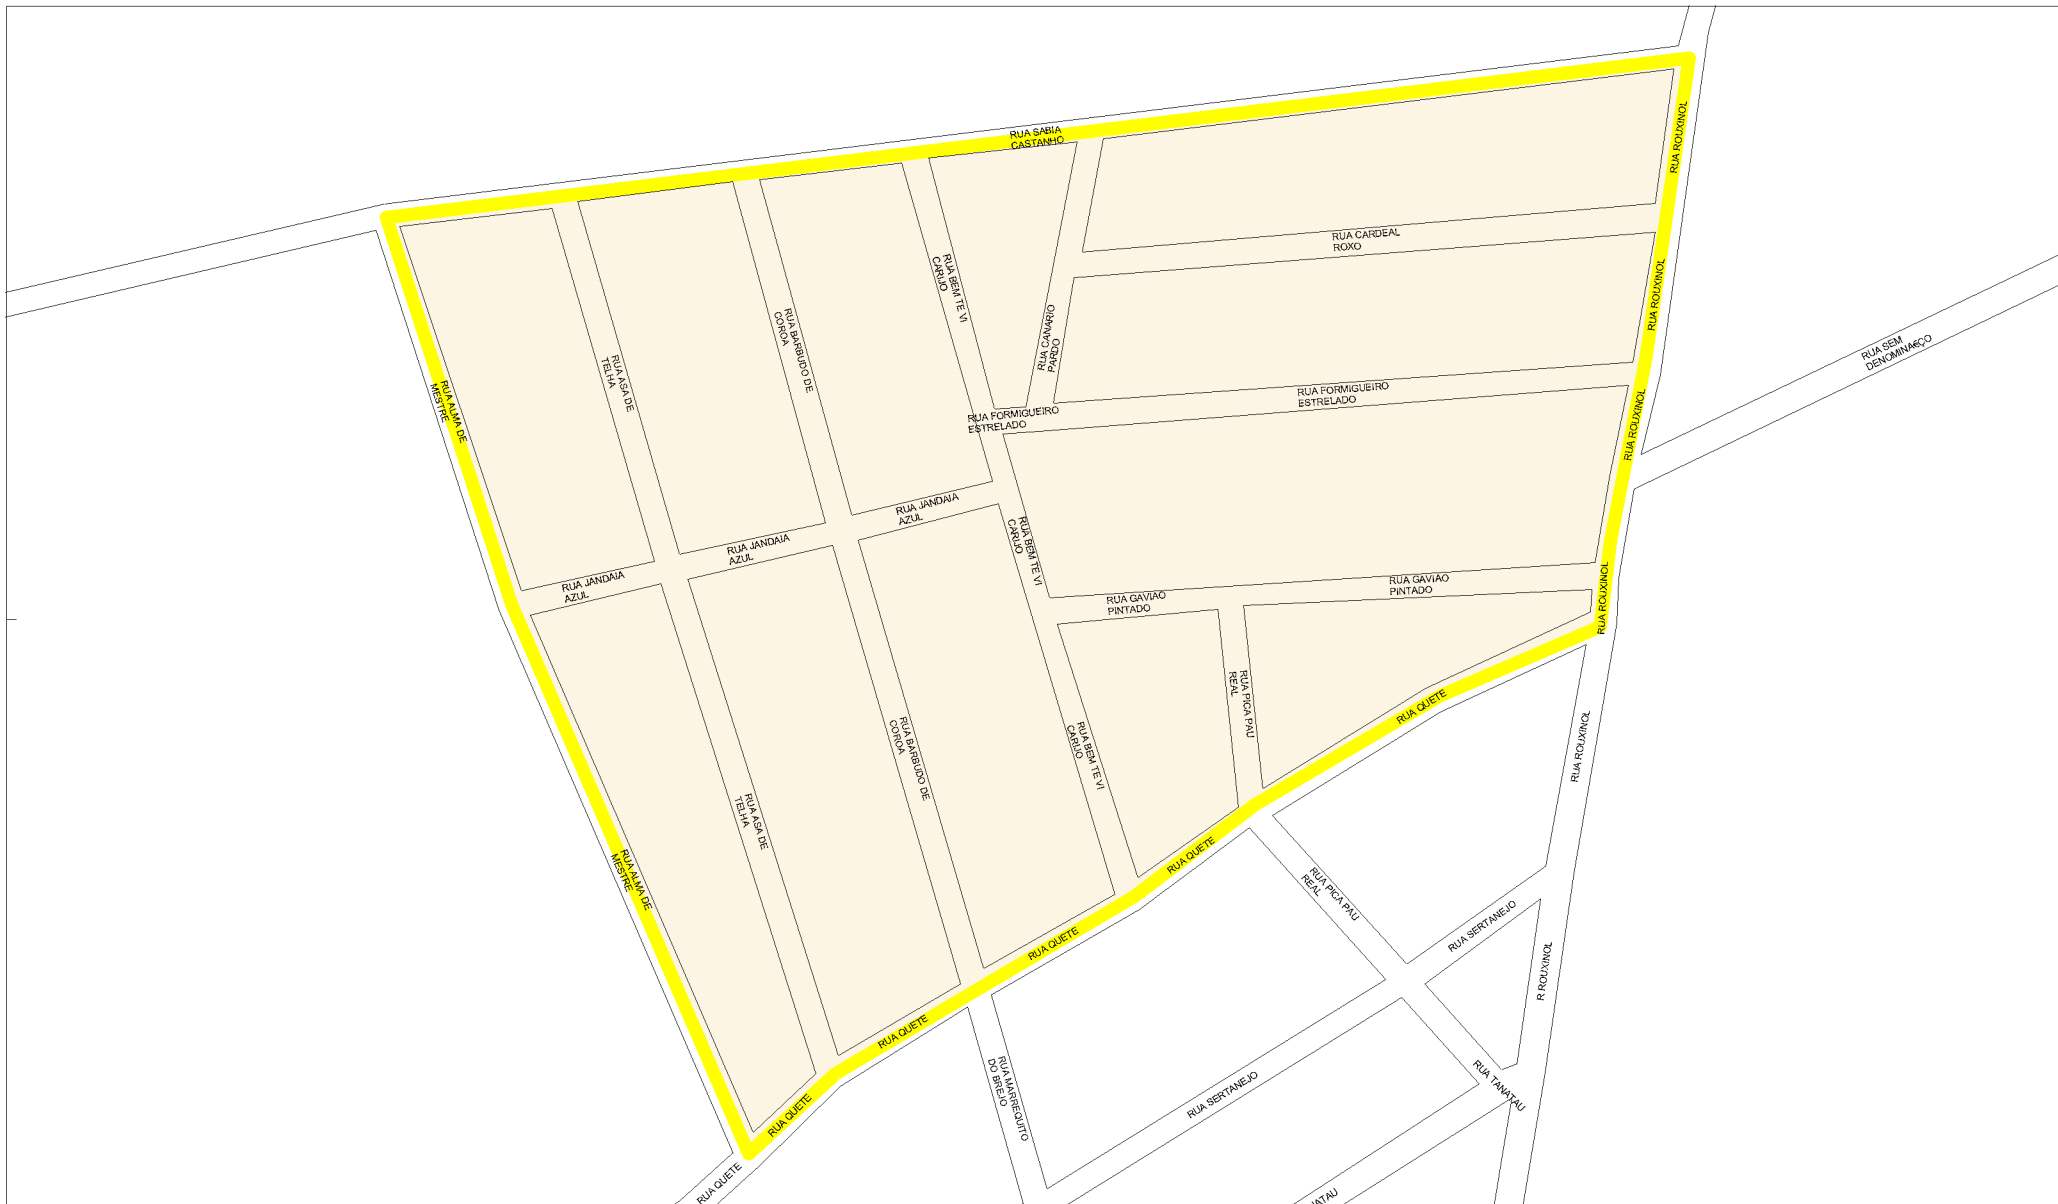 RUA SABIA
CASTANHO
RUA ROUXINOL
RUA CARDEAL
ROXO
RUA BEM TE VI
CARIJO
RUA ROUXINOL
RUA BARBUDO DE
COROA
RUA CANARIO
PARDO
RUA SEM
DENOMINAÇÇO
RUA ASA DE
TELHA
RUA ALMA DE
MESTRE
RUA FORMIGUEIRO
ESTRELADO
RUA FORMIGUEIRO
ESTRELADO
RUA ROUXINOL
RUA JANDAIA
AZUL
RUA JANDAIA
AZUL
RUA JANDAIA
AZUL
RUA BEM TE VI
CARIJO
RUA GAVIAO
PINTADO
RUA GAVIAO
PINTADO
RUA ROUXINOL
RUA PICA PAU
REAL
RUA QUETE
RUA ROUXINOL
RUA BARBUDO DE
COROA
RUA BEM TE VI
CARIJO
RUA ASA DE
TELHA
RUA ALMA DE
MESTRE
RUA QUETE
RUA PICA PAU
REAL
RUA SERTANEJO
RUA QUETE
R ROUXINOL
RUA QUETE
RUA MARREQUITO
DO BREJO
RUA SERTANEJO
RUA TANATAU
RUA QUETE
RUA QUETE
NATAU